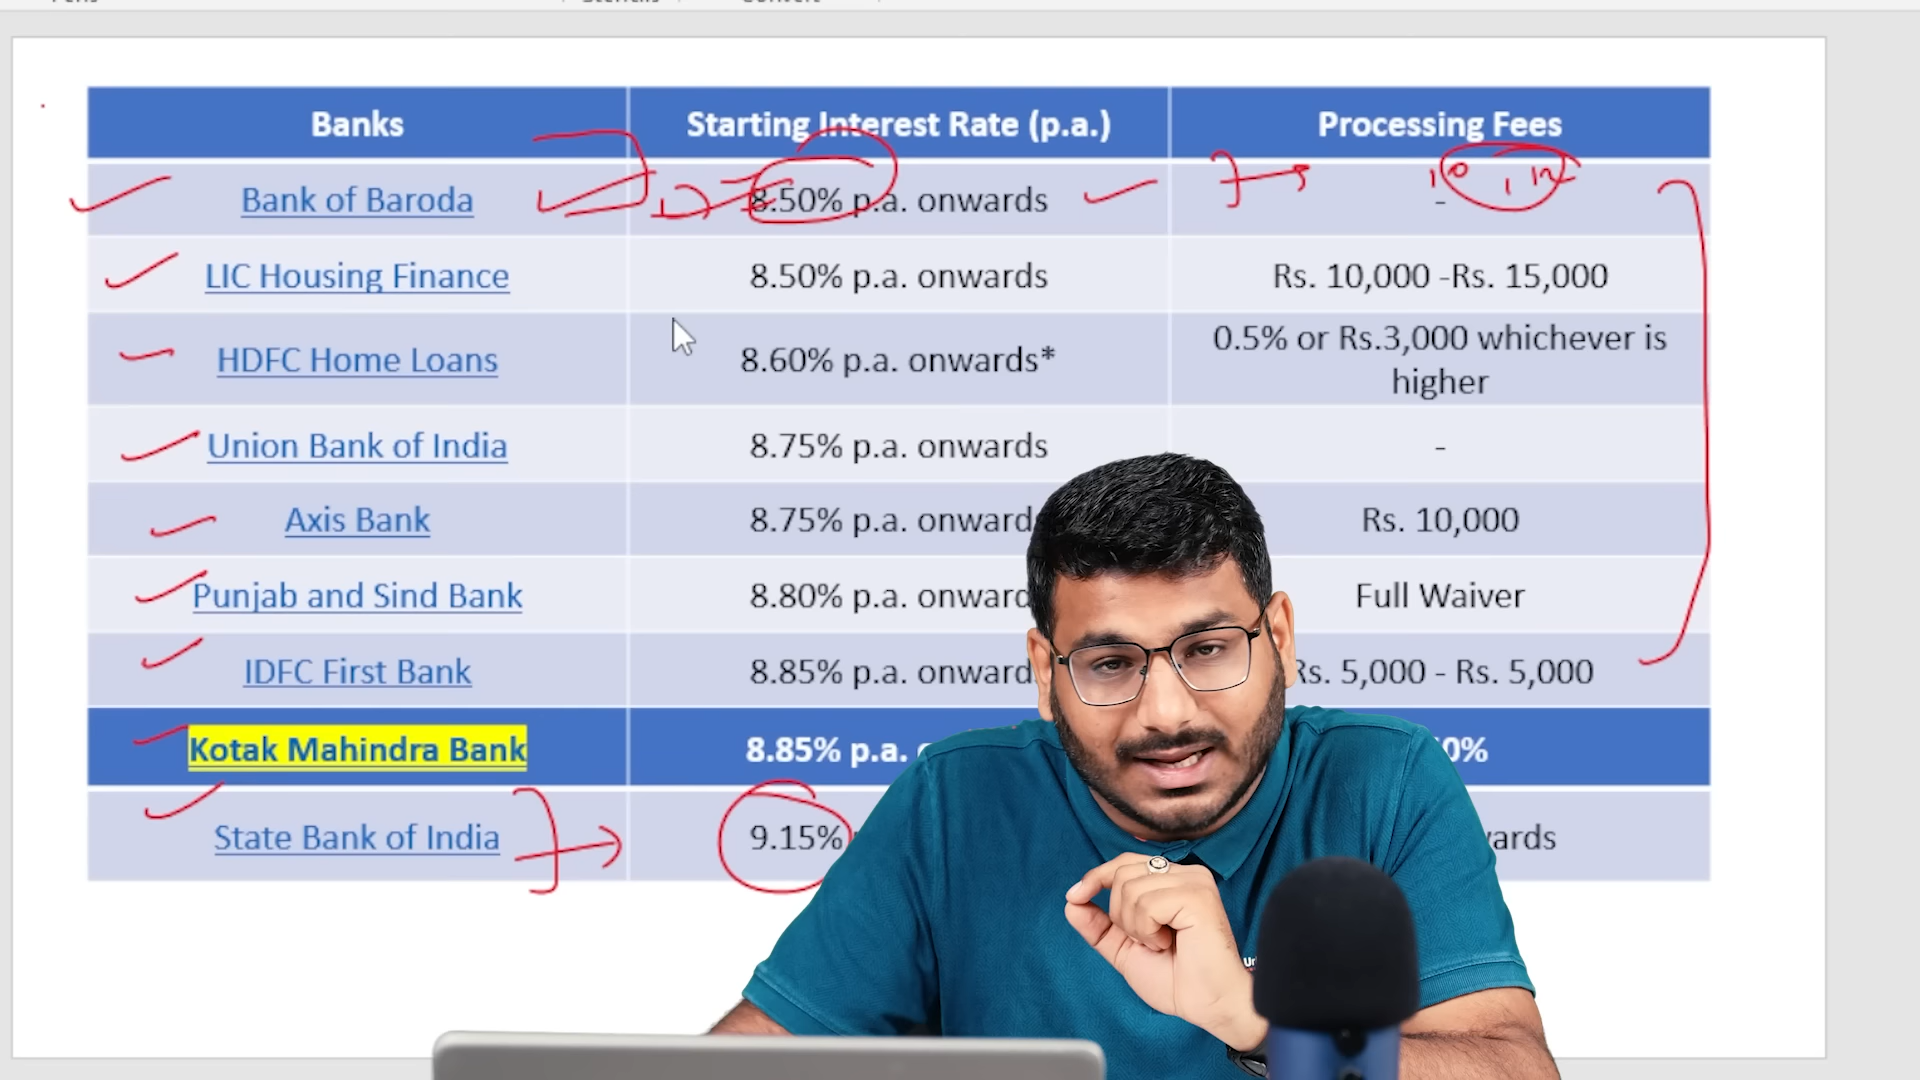 Banks Starting Interest Rate (p.a.) Processing Fees
Bank of Baroda 8.50% p.a. onwards -
LIC Housing Finance 8.50% p.a. onwards Rs. 10,000 -Rs. 15,000
HDFC Home Loans 8.60% p.a. onwards* 0.5% or Rs.3,000 whichever is
higher
Union Bank of India 8.75% p.a. onwards -
Axis Bank 8.75% p.a. onward Rs. 10,000
Punjab and Sind Bank 8.80% p.a. onward Full Waiver
IDFC First Bank 8.85% p.a. onward Rs. 5,000 - Rs. 5,000
Kotak Mahindra Bank 8.85% p.a. 0%
State Bank of India 9.15% ards